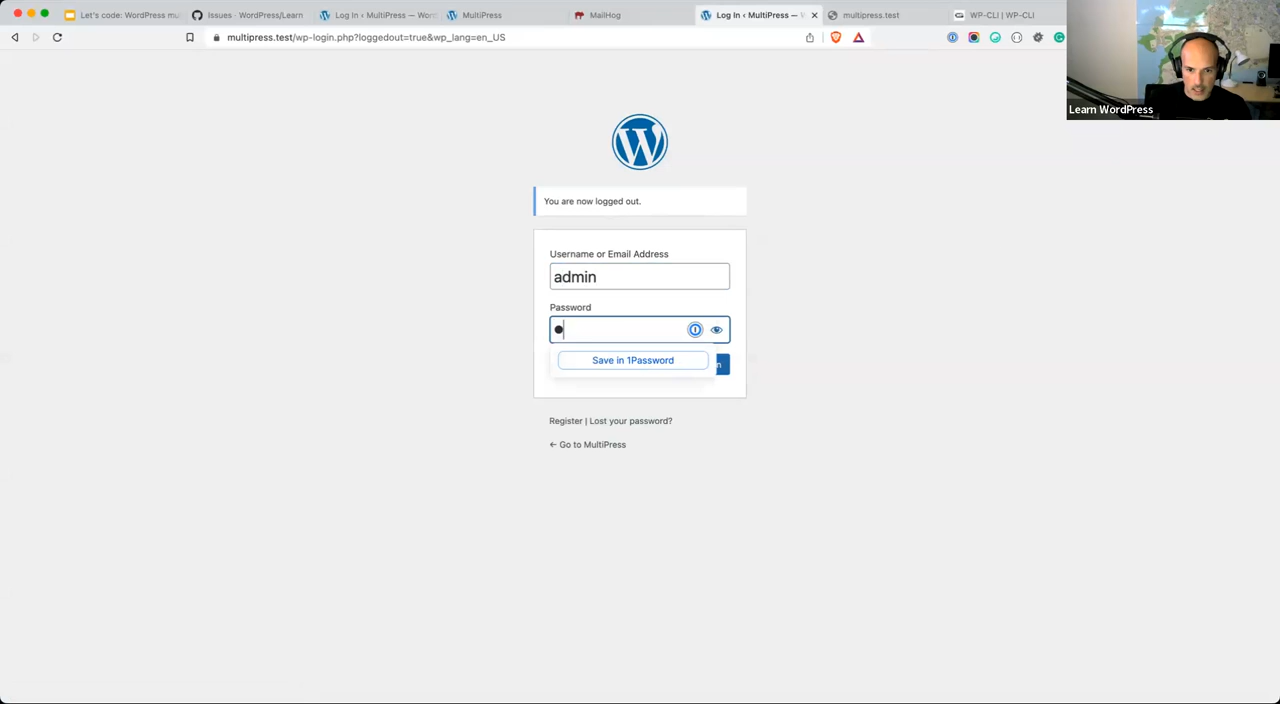 Let's code: WordPress mu
Issues · WordPress/Learn
Log In ‹ MultiPress — Wor
MultiPress
MailHog
Log In ‹ MultiPress — W
multipress.test
WP-CLI | WP-CLI
multipress.test/wp-login.php?loggedout=true&wp_lang=en_US
Learn WordPress
You are now logged out.
Username or Email Address
admin
Password
Save in 1Password
n
Register | Lost your password?
← Go to MultiPress